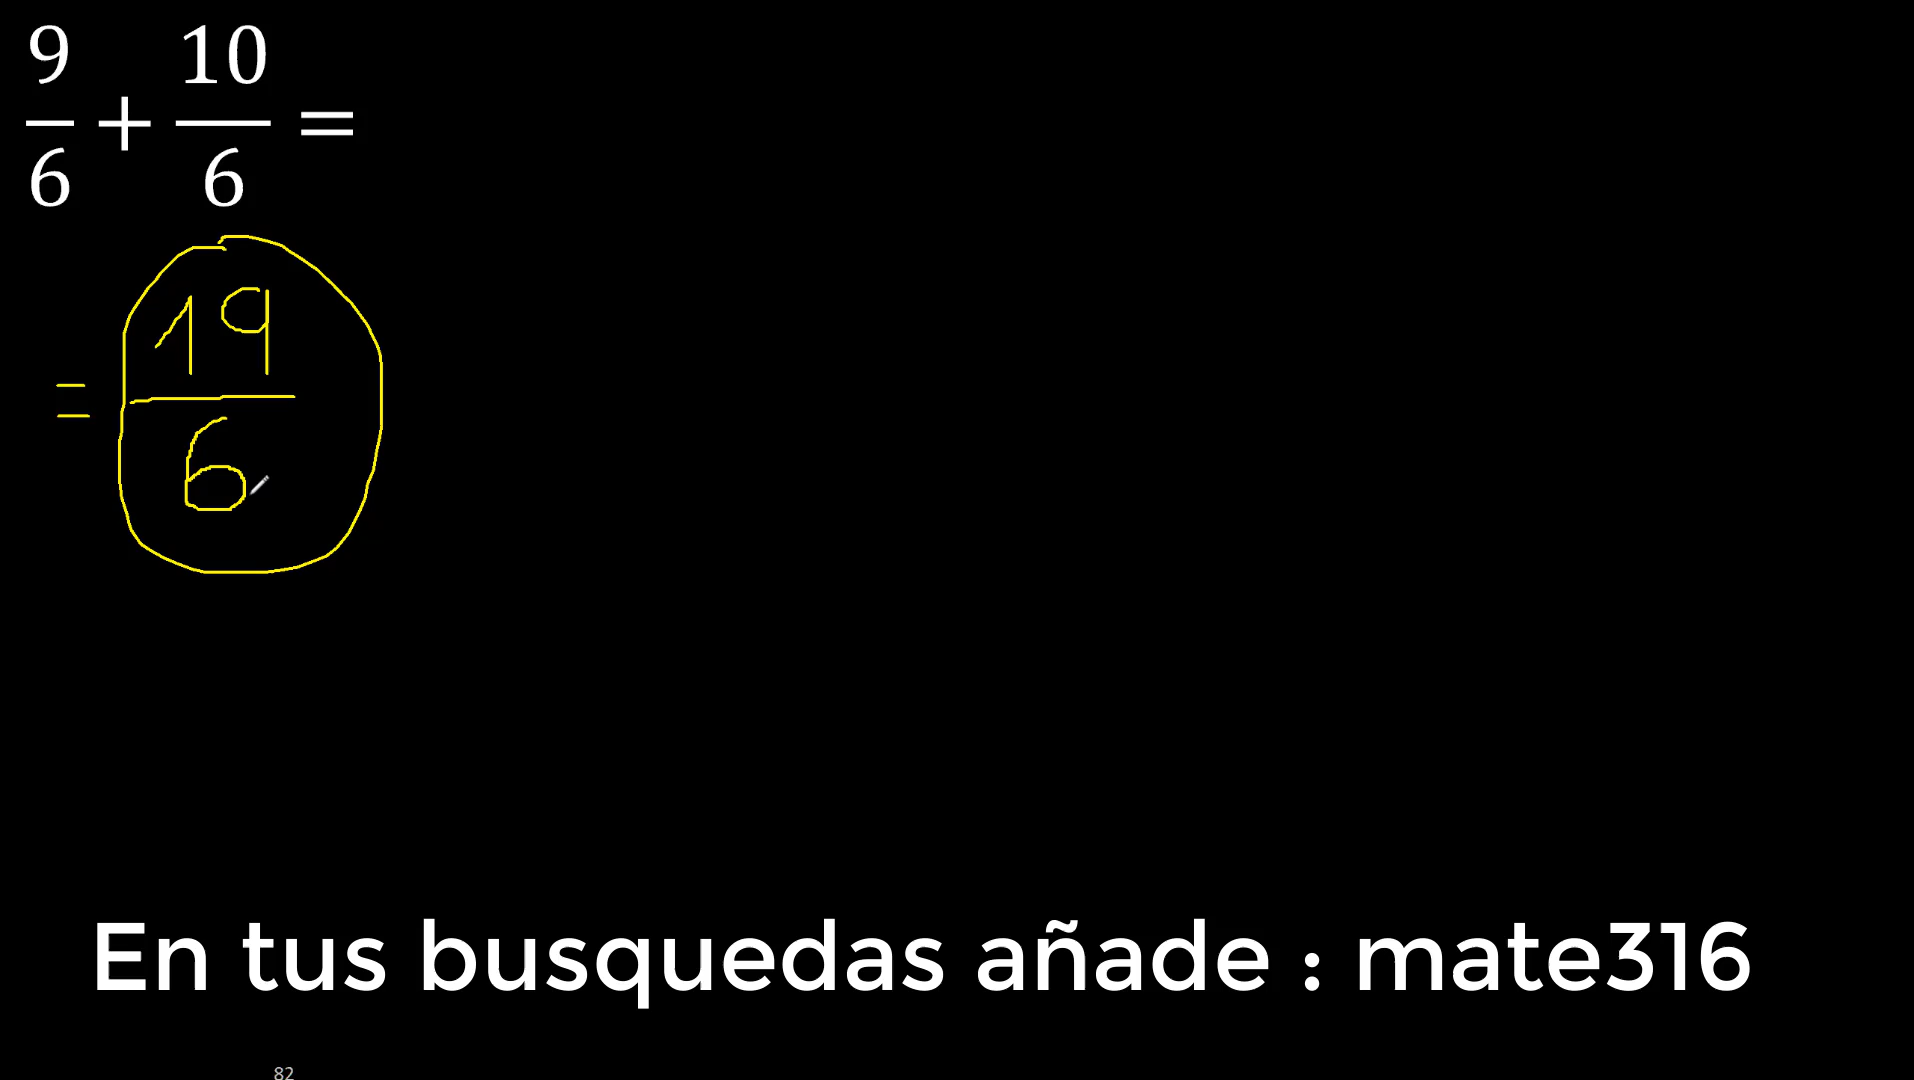 9/6 + 10/6 =
= 19/6
En tus busquedas añade : mate316
82